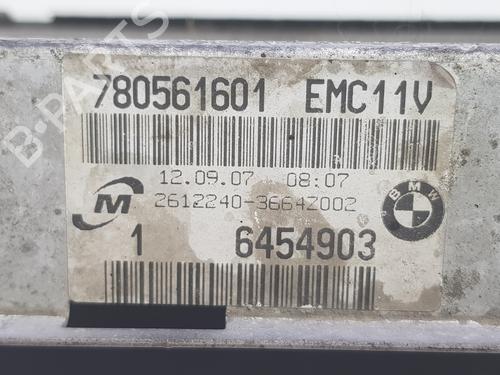 780561601 EMC11V
12.09.07 08:07
2612240-3664Z002
M
BMW
1 6454903
B-PARTS